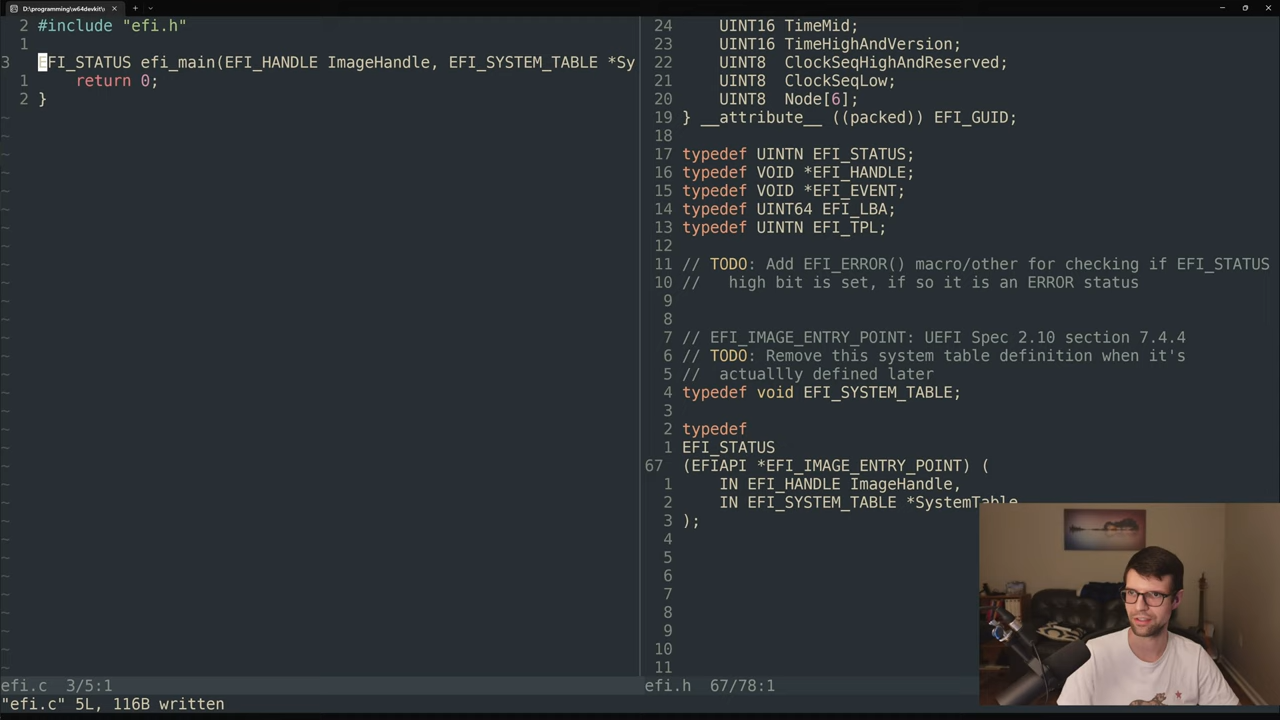 D:\programming\w64devkit\
2 #include "efi.h"
1
3 EFI_STATUS efi_main(EFI_HANDLE ImageHandle, EFI_SYSTEM_TABLE *Sy
1 return 0;
2 }
efi.c 3/5:1
"efi.c" 5L, 116B written
24 UINT16 TimeMid;
23 UINT16 TimeHighAndVersion;
22 UINT8 ClockSeqHighAndReserved;
21 UINT8 ClockSeqLow;
20 UINT8 Node[6];
19 } __attribute__ ((packed)) EFI_GUID;
18
17 typedef UINTN EFI_STATUS;
16 typedef VOID *EFI_HANDLE;
15 typedef VOID *EFI_EVENT;
14 typedef UINT64 EFI_LBA;
13 typedef UINTN EFI_TPL;
12
11 // TODO: Add EFI_ERROR() macro/other for checking if EFI_STATUS
10 // high bit is set, if so it is an ERROR status
9
8
7 // EFI_IMAGE_ENTRY_POINT: UEFI Spec 2.10 section 7.4.4
6 // TODO: Remove this system table definition when it's
5 // actuallly defined later
4 typedef void EFI_SYSTEM_TABLE;
3
2 typedef
1 EFI_STATUS
67 (EFIAPI *EFI_IMAGE_ENTRY_POINT) (
1 IN EFI_HANDLE ImageHandle,
2 IN EFI_SYSTEM_TABLE *SystemTable
3 );
4
5
6
7
8
9
10
11
efi.h 67/78:1